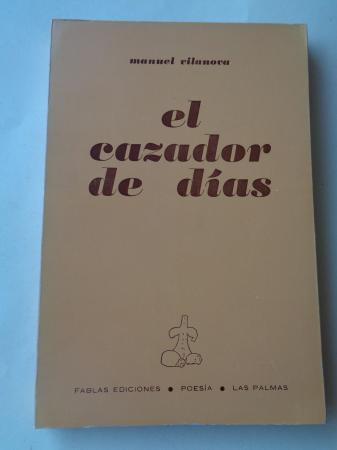 manuel vilanova
el
cazador
de días
FABLAS EDICIONES • POESÍA • LAS PALMAS